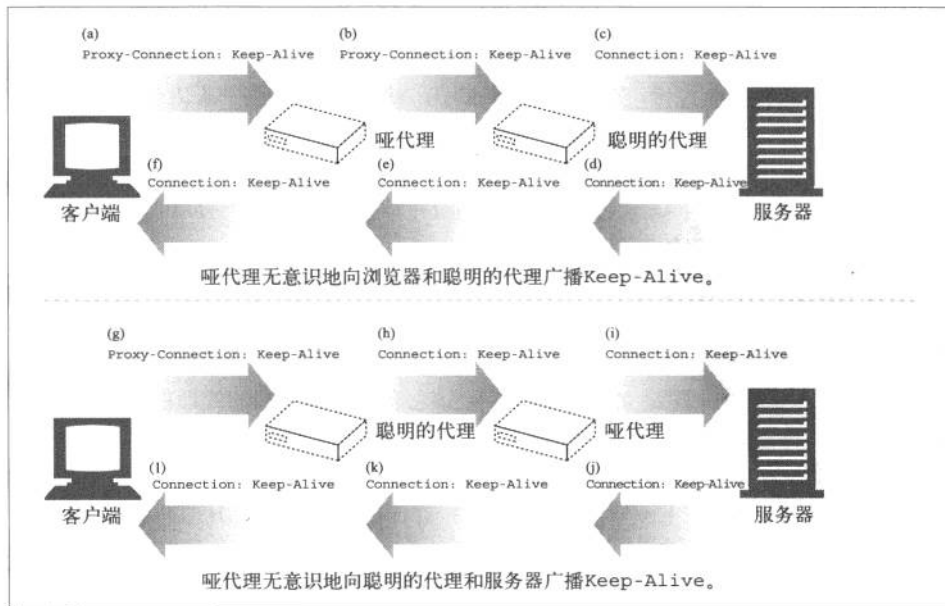 (a) (b) (c)
Proxy-Connection: Keep-Alive Proxy-Connection: Keep-Alive Connection: Keep-Alive
哑代理 聪明的代理
(f) (e) (d)
Connection: Keep-Alive Connection: Keep-Alive Connection: Keep-Alive
客户端 服务器
哑代理无意识地向浏览器和聪明的代理广播Keep-Alive。
(g) (h) (i)
Proxy-Connection: Keep-Alive Connection: Keep-Alive Connection: Keep-Alive
聪明的代理 哑代理
(l) (k) (j)
Connection: Keep-Alive Connection: Keep-Alive Connection: Keep-Alive
客户端 服务器
哑代理无意识地向聪明的代理和服务器广播Keep-Alive。